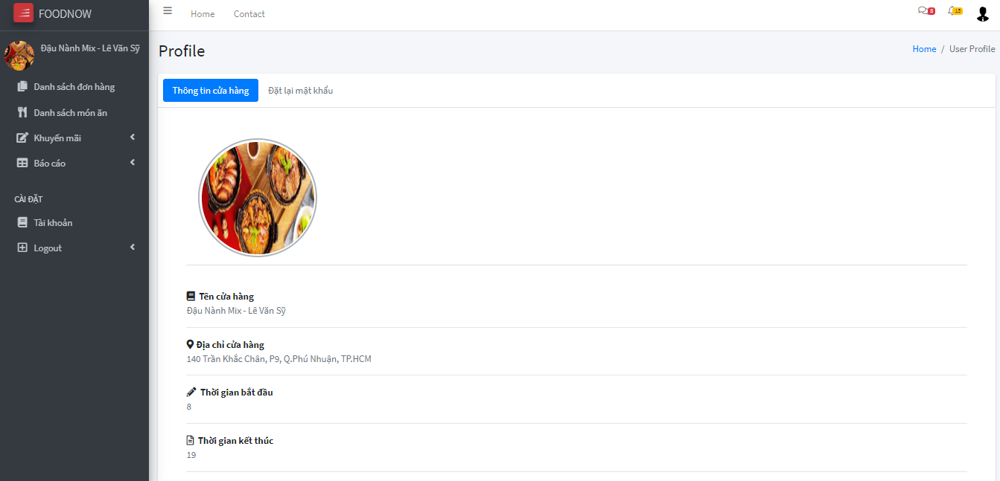 FOODNOW
Home
Contact
3
15
Đậu Nành Mix - Lê Văn Sỹ
Danh sách đơn hàng
Danh sách món ăn
Khuyến mãi
Báo cáo
CÀI ĐẶT
Tài khoản
Logout
Profile
Home / User Profile
Thông tin cửa hàng
Đặt lại mật khẩu
Tên cửa hàng
Đậu Nành Mix - Lê Văn Sỹ
Địa chỉ cửa hàng
140 Trần Khắc Chân, P9, Q.Phú Nhuận, TP.HCM
Thời gian bắt đầu
8
Thời gian kết thúc
19